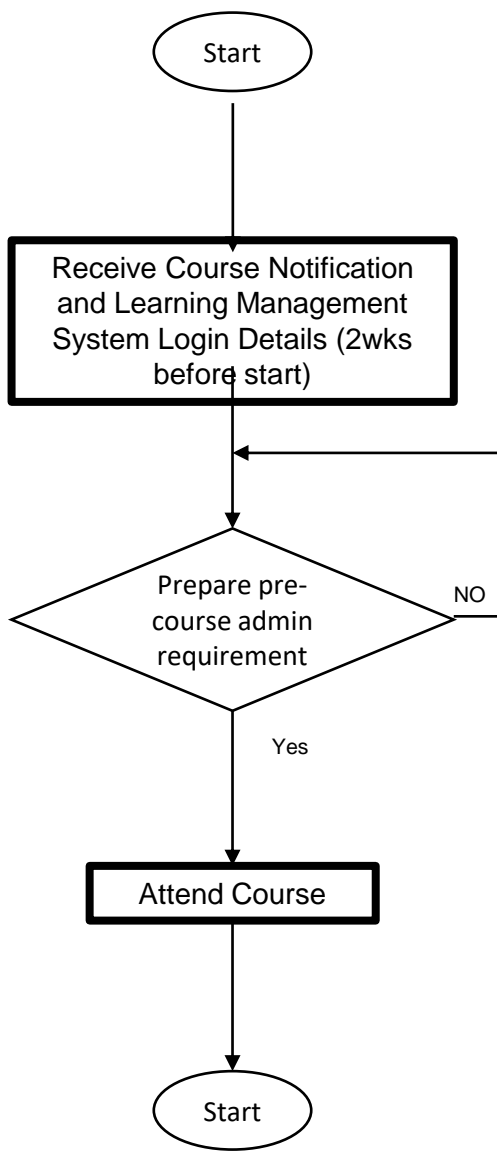 Start
Receive Course Notification
and Learning Management
System Login Details (2wks
before start)
Prepare pre-
course admin
requirement
NO
Yes
Attend Course
Start